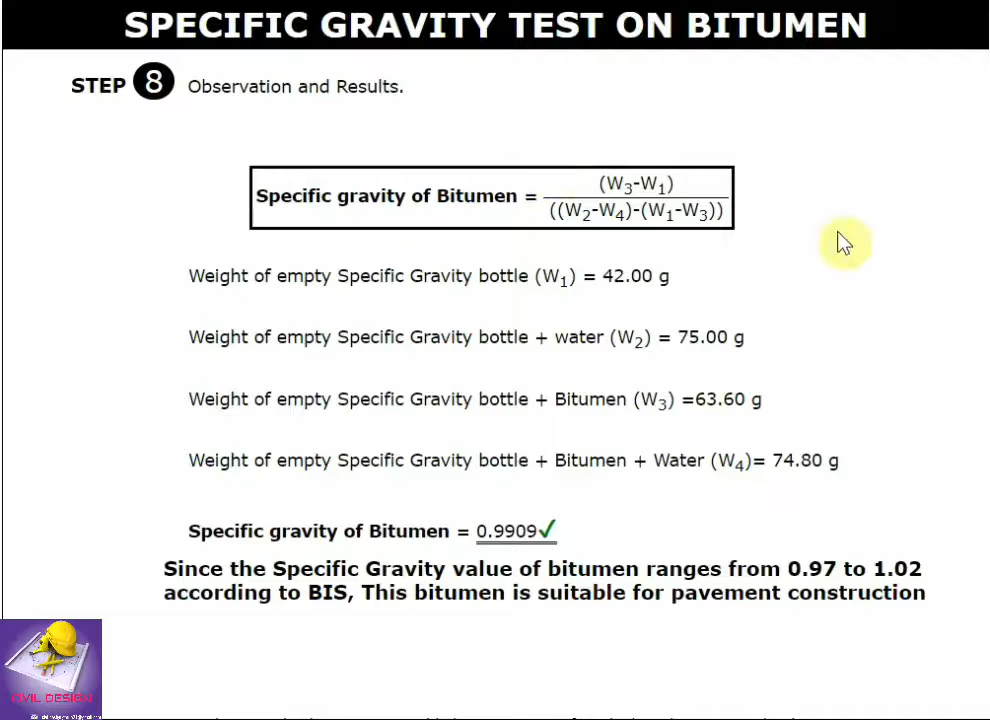 SPECIFIC GRAVITY TEST ON BITUMEN
STEP 8 Observation and Results.
Specific gravity of Bitumen = (W₃-W₁)
((W₂-W₄)-(W₁-W₃))
Weight of empty Specific Gravity bottle (W₁) = 42.00 g
Weight of empty Specific Gravity bottle + water (W₂) = 75.00 g
Weight of empty Specific Gravity bottle + Bitumen (W₃) =63.60 g
Weight of empty Specific Gravity bottle + Bitumen + Water (W₄)= 74.80 g
Specific gravity of Bitumen = 0.9909✓
Since the Specific Gravity value of bitumen ranges from 0.97 to 1.02
according to BIS, This bitumen is suitable for pavement construction
CIVIL DESIGN